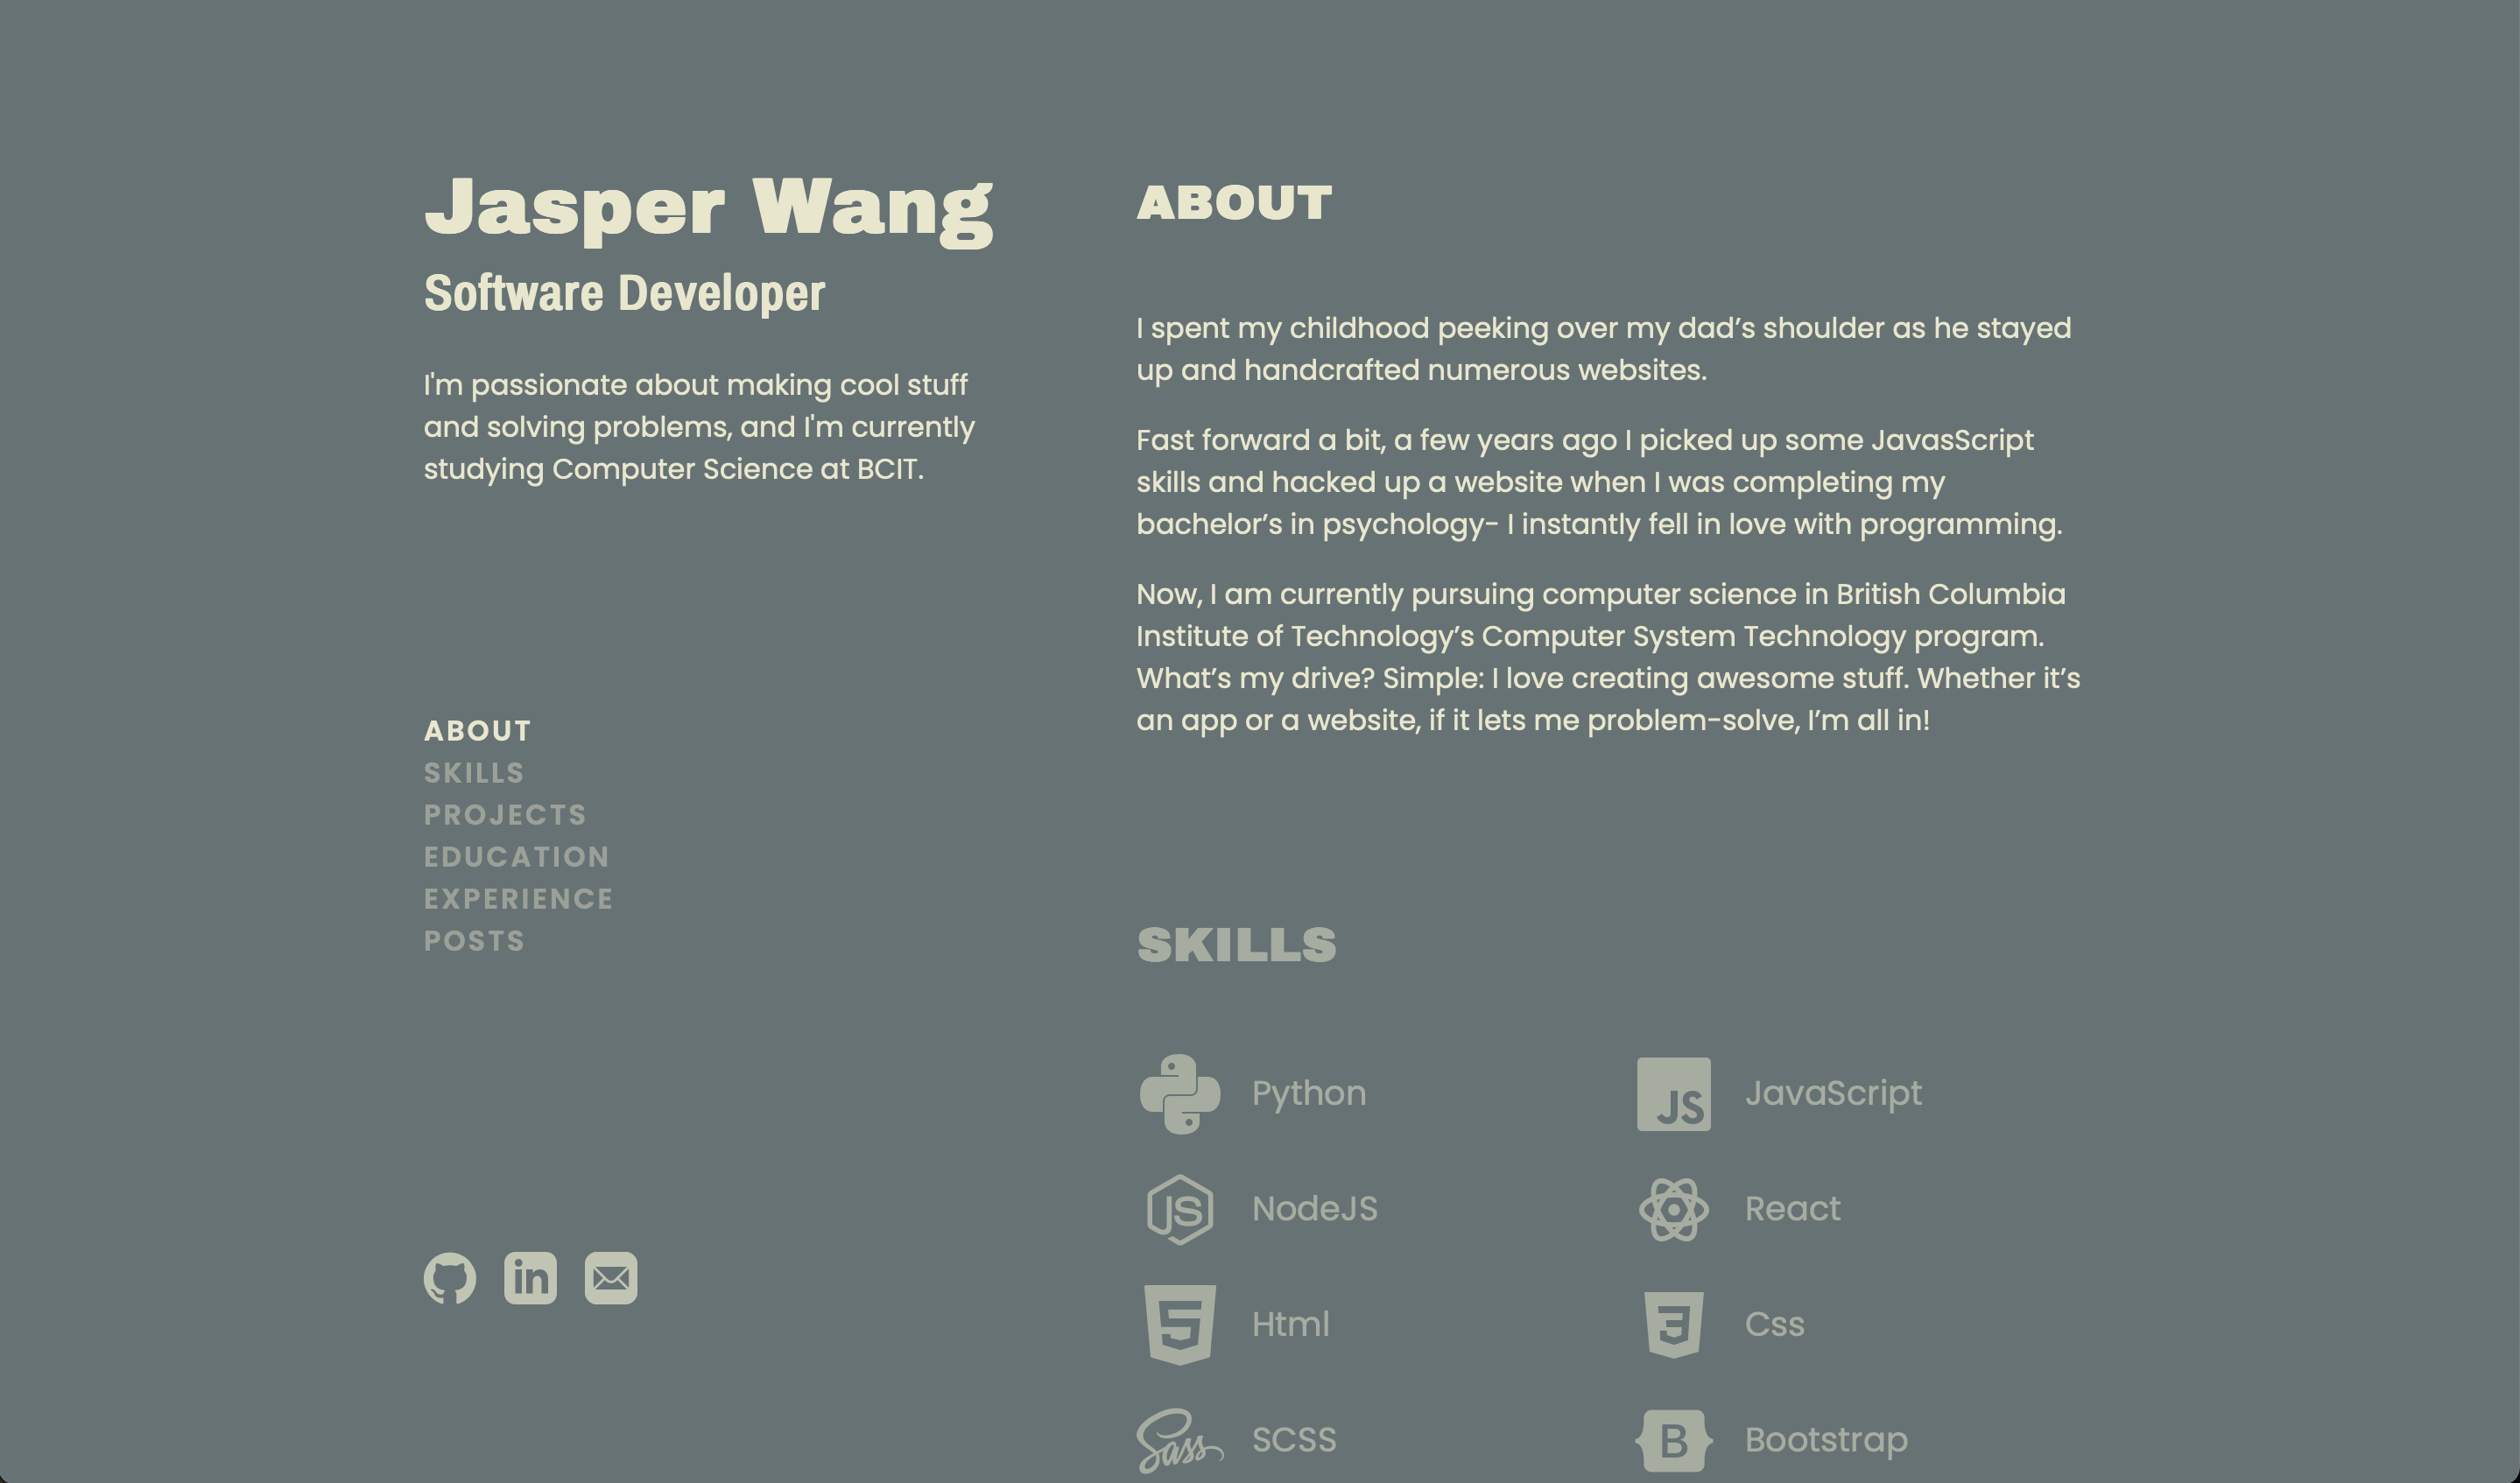 Jasper Wang
Software Developer
I'm passionate about making cool stuff
and solving problems, and I'm currently
studying Computer Science at BCIT.
ABOUT
SKILLS
PROJECTS
EDUCATION
EXPERIENCE
POSTS
in
ABOUT
I spent my childhood peeking over my dad’s shoulder as he stayed
up and handcrafted numerous websites.
Fast forward a bit, a few years ago I picked up some JavasScript
skills and hacked up a website when I was completing my
bachelor’s in psychology- I instantly fell in love with programming.
Now, I am currently pursuing computer science in British Columbia
Institute of Technology’s Computer System Technology program.
What’s my drive? Simple: I love creating awesome stuff. Whether it’s
an app or a website, if it lets me problem-solve, I’m all in!
SKILLS
Python
JS JavaScript
JS NodeJS
React
5 Html
3 Css
Sass SCSS
B Bootstrap